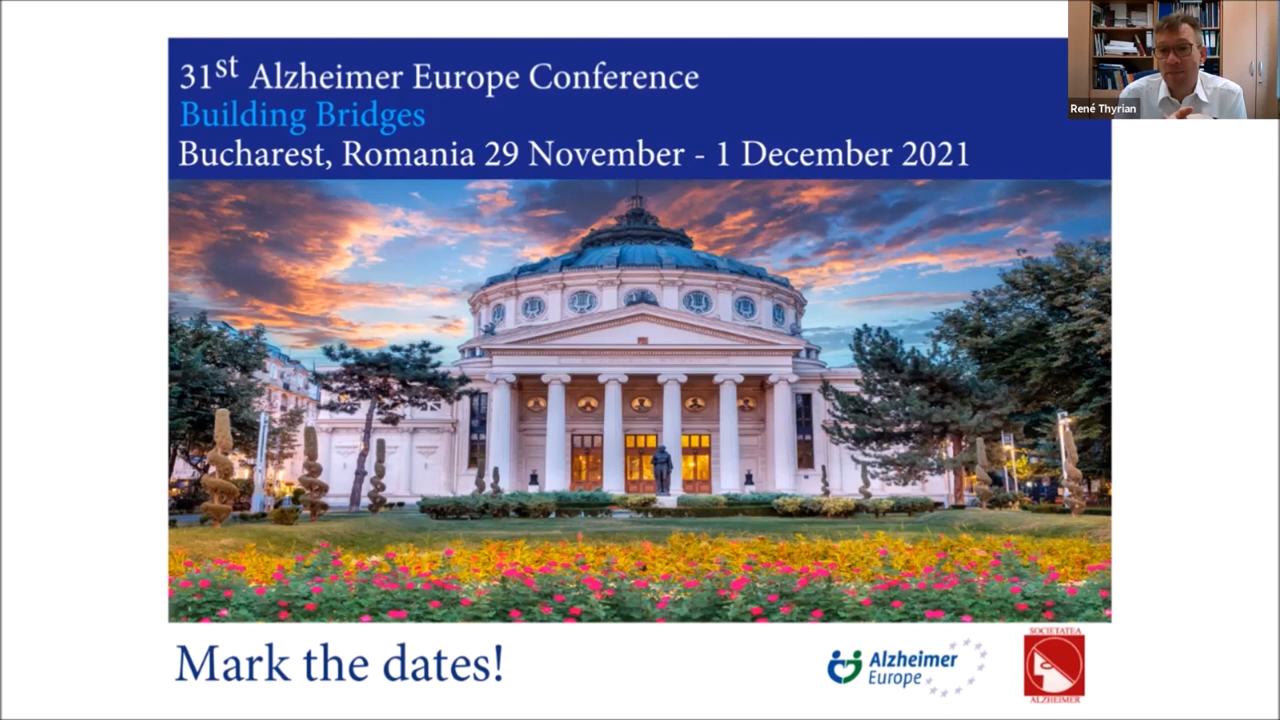 31st Alzheimer Europe Conference
Building Bridges
Bucharest, Romania 29 November - 1 December 2021
René Thyrian
Mark the dates!
Alzheimer
Europe
SOCIETATEA
ALZHEIMER